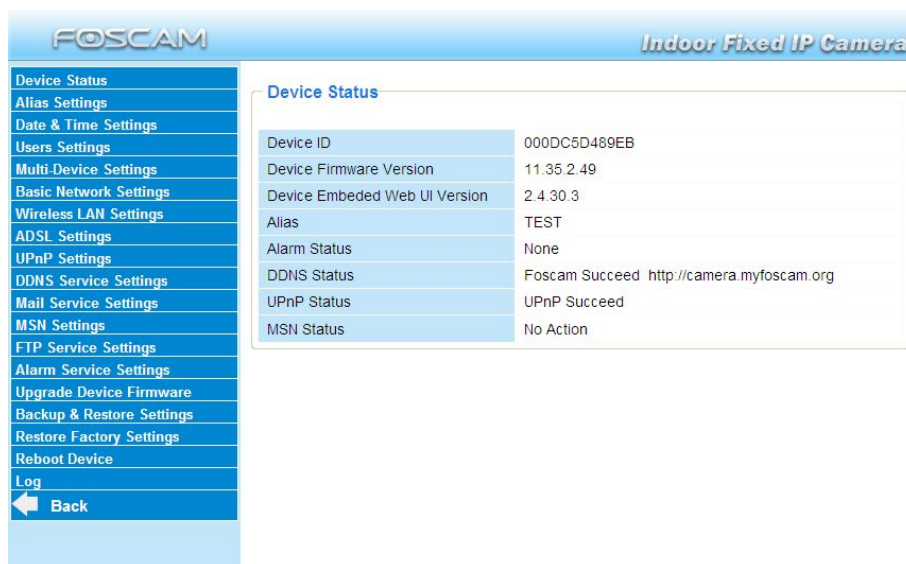 FOSCAM
Indoor Fixed IP Camera
Device Status
Alias Settings
Date & Time Settings
Users Settings
Multi-Device Settings
Basic Network Settings
Wireless LAN Settings
ADSL Settings
UPnP Settings
DDNS Service Settings
Mail Service Settings
MSN Settings
FTP Service Settings
Alarm Service Settings
Upgrade Device Firmware
Backup & Restore Settings
Restore Factory Settings
Reboot Device
Log
Back
Device Status
Device ID 000DC5D489EB
Device Firmware Version 11.35.2.49
Device Embeded Web UI Version 2.4.30.3
Alias TEST
Alarm Status None
DDNS Status Foscam Succeed http://camera.myfoscam.org
UPnP Status UPnP Succeed
MSN Status No Action